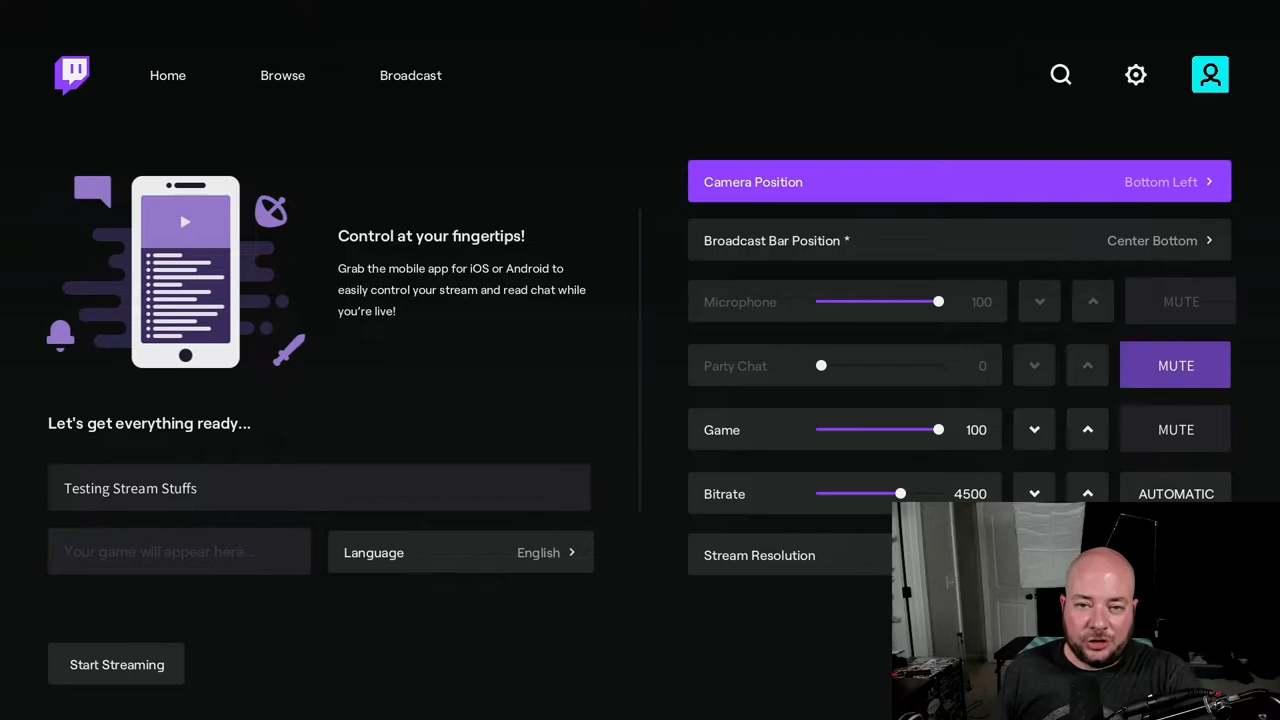 Home
Browse
Broadcast
Control at your fingertips!
Grab the mobile app for iOS or Android to
easily control your stream and read chat while
you're live!
Let's get everything ready...
Testing Stream Stuffs
Your game will appear here...
Language English
Start Streaming
Camera Position Bottom Left
Broadcast Bar Position * Center Bottom
Microphone 100 MUTE
Party Chat 0 MUTE
Game 100 MUTE
Bitrate 4500 AUTOMATIC
Stream Resolution